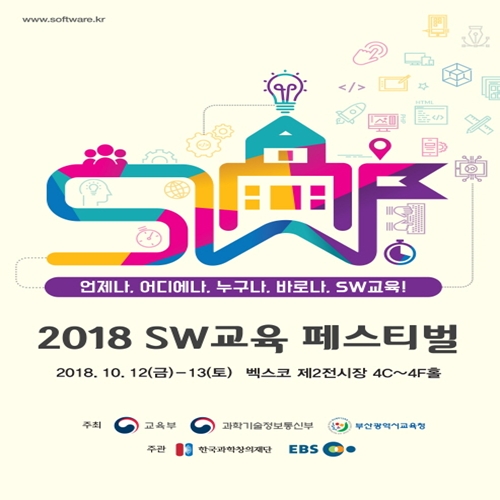 www.software.kr
</>
HTML
SWF
언제나, 어디에나, 누구나, 바로나, SW교육!
2018 SW교육 페스티벌
2018. 10. 12(금)-13(토) 벡스코 제2전시장 4C~4F홀
주최 교육부 과학기술정보통신부 부산광역시교육청
주관 한국과학창의재단 EBS